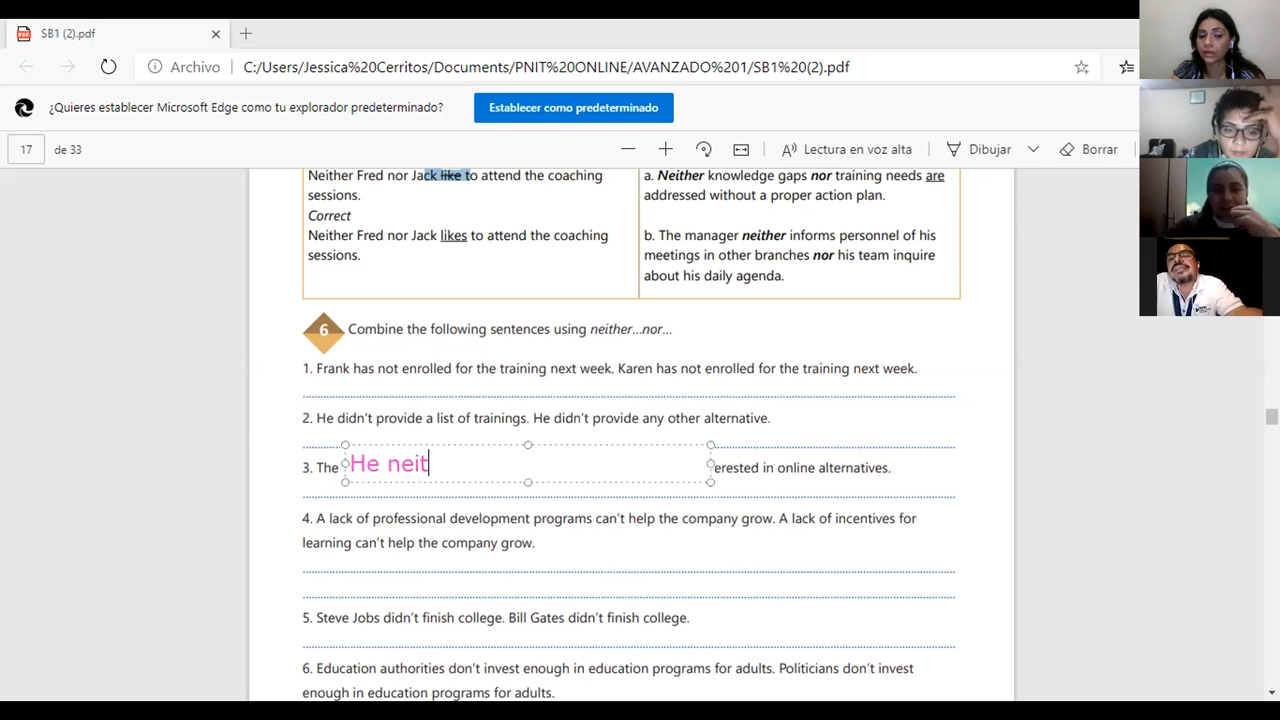 SB1 (2).pdf
Archivo C:/Users/Jessica%20Cerritos/Documents/PNIT%20ONLINE/AVANZADO%201/SB1%20(2).pdf
¿Quieres establecer Microsoft Edge como tu explorador predeterminado? Establecer como predeterminado
17 de 33 Lectura en voz alta Dibujar Borrar
Neither Fred nor Jack like to attend the coaching
sessions.
Correct
Neither Fred nor Jack likes to attend the coaching
sessions.
a. Neither knowledge gaps nor training needs are
addressed without a proper action plan.
b. The manager neither informs personnel of his
meetings in other branches nor his team inquire
about his daily agenda.
6 Combine the following sentences using neither...nor...
1. Frank has not enrolled for the training next week. Karen has not enrolled for the training next week.
2. He didn't provide a list of trainings. He didn't provide any other alternative.
He neit
3. The erested in online alternatives.
4. A lack of professional development programs can't help the company grow. A lack of incentives for
learning can't help the company grow.
5. Steve Jobs didn't finish college. Bill Gates didn't finish college.
6. Education authorities don't invest enough in education programs for adults. Politicians don't invest
enough in education programs for adults.